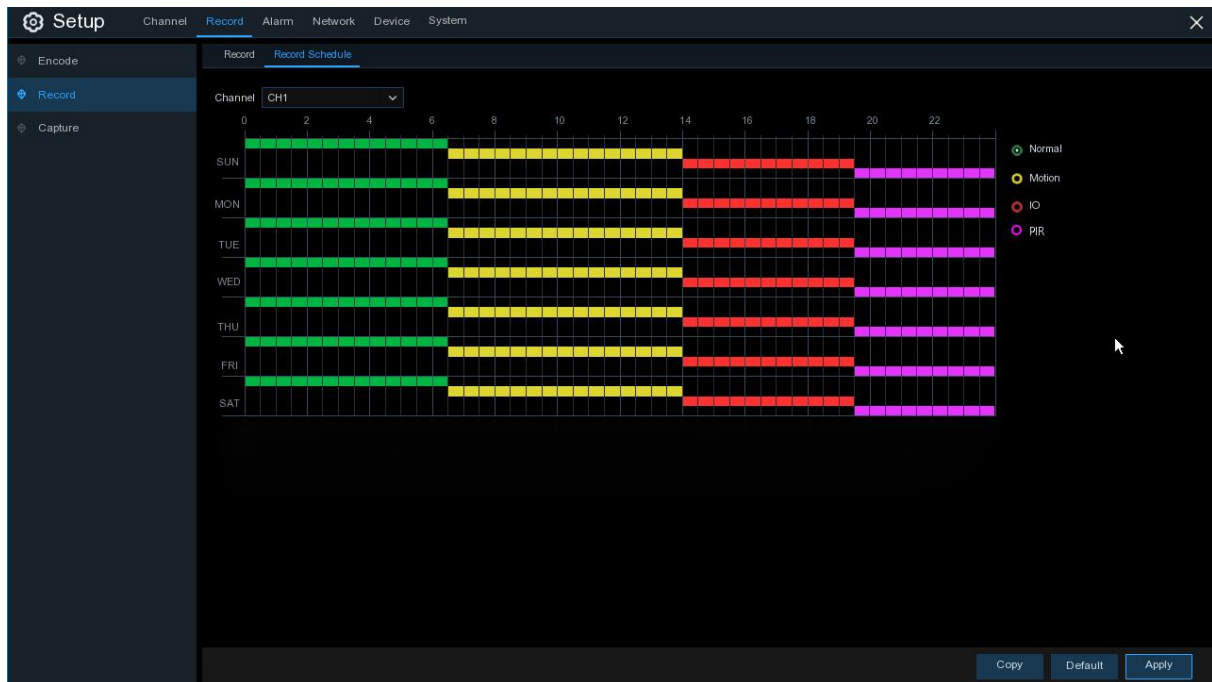 Setup Channel Record Alarm Network Device System
Encode
Record
Capture
Record Record Schedule
Channel CH1
0 2 4 6 8 10 12 14 16 18 20 22
SUN
MON
TUE
WED
THU
FRI
SAT
Normal
Motion
IO
PIR
Copy Default Apply